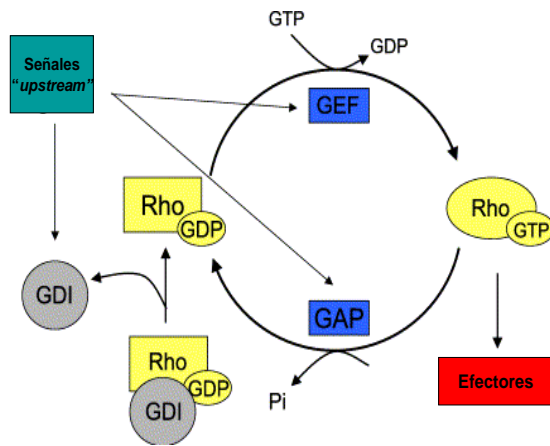 GTP
GDP
Señales
“upstream”
GEF
Rho
GDP
Rho
GTP
GDI
GAP
Rho
GDP
GDI
Pi
Efectores